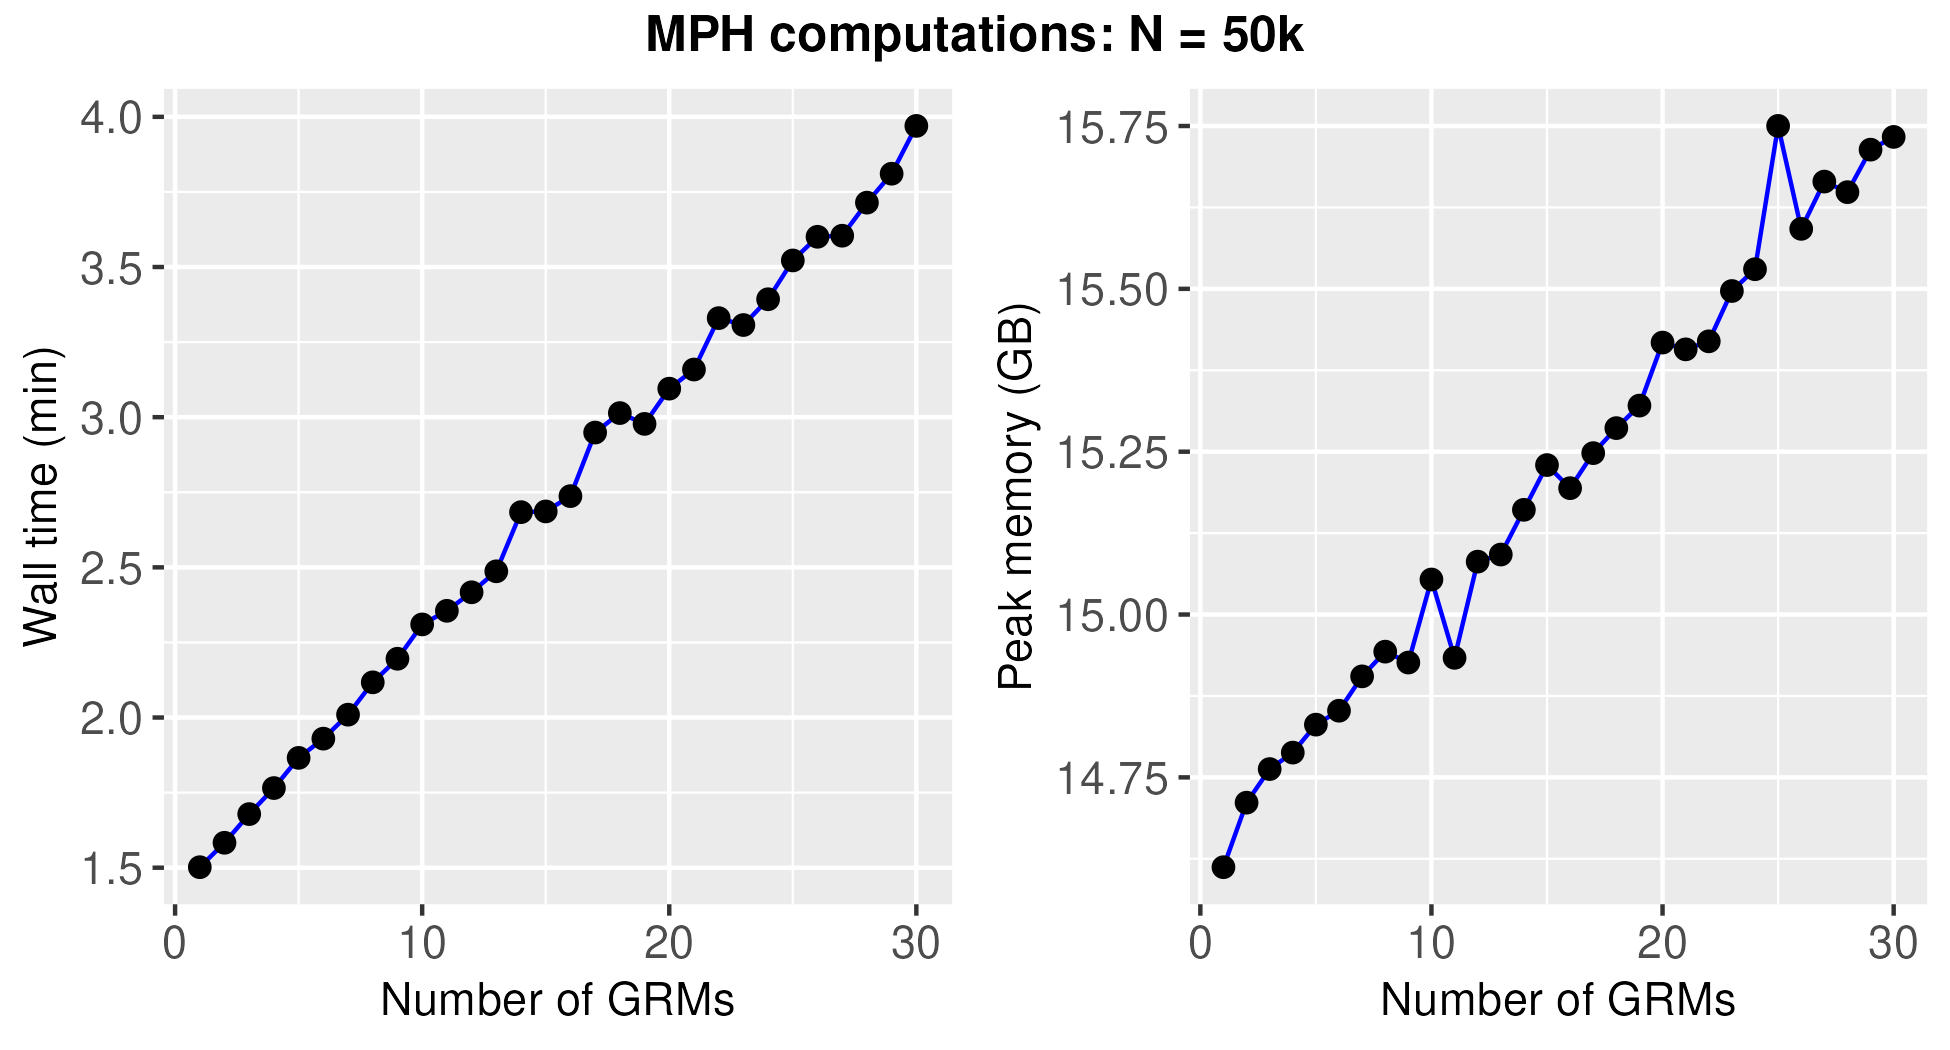 MPH computations: N = 50k
Wall time (min)
4.0
3.5
3.0
2.5
2.0
1.5
0 10 20 30
Number of GRMs
Peak memory (GB)
15.75
15.50
15.25
15.00
14.75
0 10 20 30
Number of GRMs